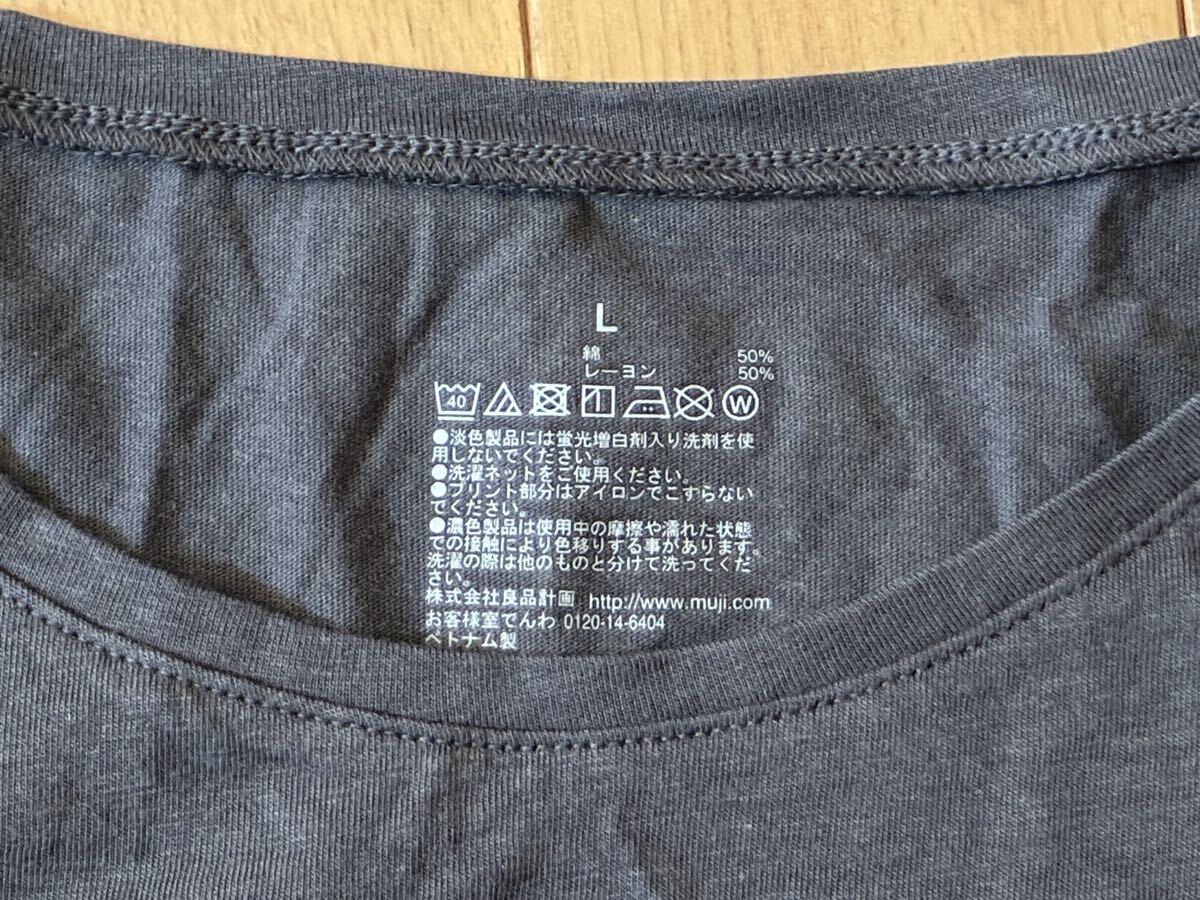 L
綿 50%
レーヨン 50%
40 W
●淡色製品には蛍光増白剤入り洗剤を使
用しないでください。
●洗濯ネットをご使用ください。
●プリント部分はアイロンでこすらない
でください。
●濃色製品は使用中の摩擦や濡れた状態
での接触により色移りする事があります。
洗濯の際は他のものと分けて洗ってくだ
さい。
株式会社良品計画 http://www.muji.com
お客様室でんわ 0120-14-6404
ベトナム製